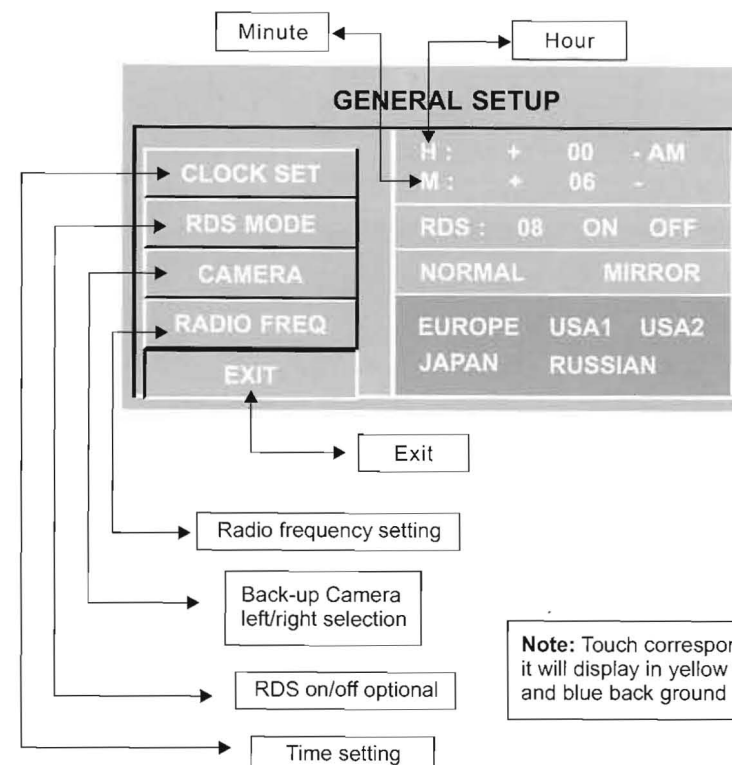 Minute
Hour
GENERAL SETUP
H : + 00 - AM
CLOCK SET
M : + 06 -
RDS MODE
RDS : 08 ON OFF
CAMERA
NORMAL MIRROR
RADIO FREQ
EUROPE USA1 USA2
JAPAN RUSSIAN
EXIT
Exit
Radio frequency setting
Back-up Camera
left/right selection
Note: Touch
it will display in yellow
and blue back ground
RDS on/off optional
Time setting